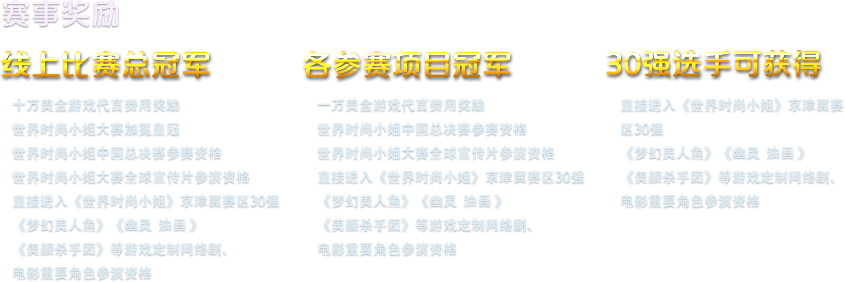 赛事奖励
线上比赛总冠军
十万美金游戏代言费用奖励
世界时尚小姐大赛加冕皇冠
世界时尚小姐中国总决赛参赛资格
世界时尚小姐大赛全球宣传片参演资格
直接进入《世界时尚小姐》京津冀赛区30强
《梦幻美人鱼》《幽灵 油画 》
《美颜杀手团》等游戏定制网络剧、
电影重要角色参演资格
各参赛项目冠军
一万美金游戏代言费用奖励
世界时尚小姐中国总决赛参赛资格
世界时尚小姐大赛全球宣传片参演资格
直接进入《世界时尚小姐》京津冀赛区30强
《梦幻美人鱼》《幽灵 油画 》
《美颜杀手团》等游戏定制网络剧、
电影重要角色参演资格
30强选手可获得
直接进入《世界时尚小姐》京津冀赛
区30强
《梦幻美人鱼》《幽灵 油画 》
《美颜杀手团》等游戏定制网络剧、
电影重要角色参演资格